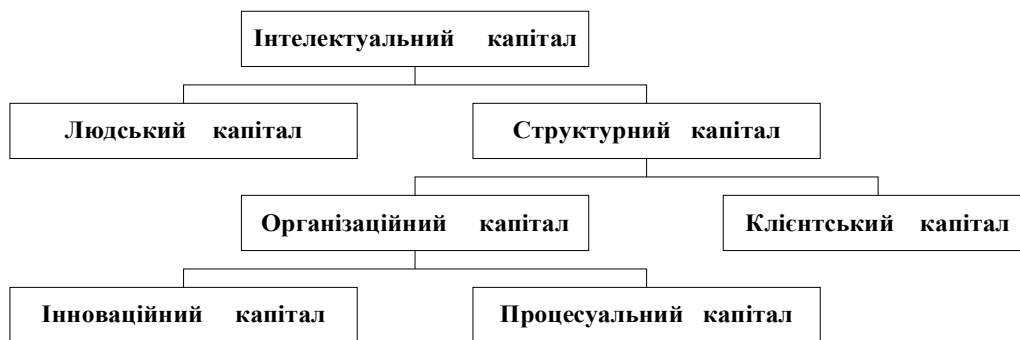 Інтелектуальний капітал
Людський капітал
Структурний капітал
Організаційний капітал
Клієнтський капітал
Інноваційний капітал
Процесуальний капітал